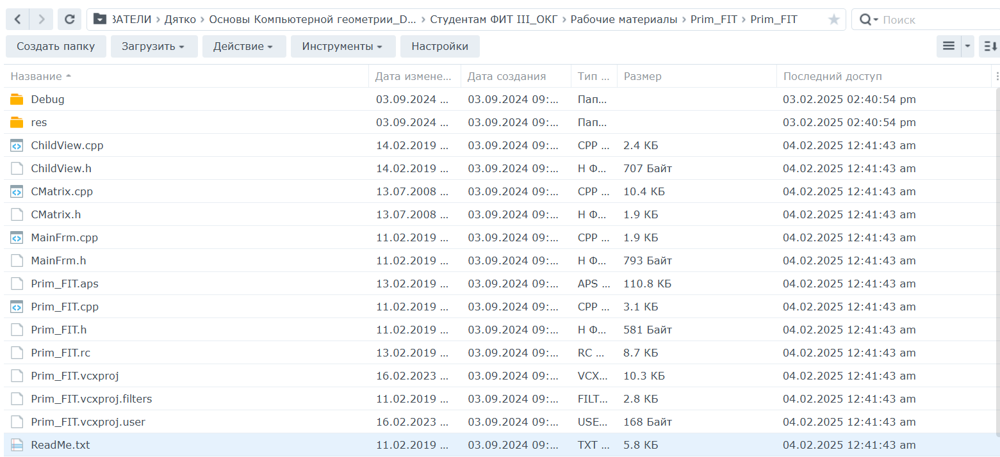 ЗАТЕЛИ › Дятко › Основы Компьютерной геометрии_D... › Студентам ФИТ III_ОКГ › Рабочие материалы › Prim_FIT › Prim_FIT Поиск
Создать папку Загрузить Действие Инструменты Настройки
Название Дата измене... Дата создания Тип ... Размер Последний доступ
Debug 03.09.2024 ... 03.09.2024 09:... Пап... 03.02.2025 02:40:54 pm
res 03.09.2024 ... 03.09.2024 09:... Пап... 03.02.2025 02:40:54 pm
ChildView.cpp 14.02.2019 ... 03.09.2024 09:... CPP ... 2.4 КБ 04.02.2025 12:41:43 am
ChildView.h 14.02.2019 ... 03.09.2024 09:... H Ф... 707 Байт 04.02.2025 12:41:43 am
CMatrix.cpp 13.07.2008 ... 03.09.2024 09:... CPP ... 10.4 КБ 04.02.2025 12:41:43 am
CMatrix.h 13.07.2008 ... 03.09.2024 09:... H Ф... 1.9 КБ 04.02.2025 12:41:43 am
MainFrm.cpp 11.02.2019 ... 03.09.2024 09:... CPP ... 1.9 КБ 04.02.2025 12:41:43 am
MainFrm.h 11.02.2019 ... 03.09.2024 09:... H Ф... 793 Байт 04.02.2025 12:41:43 am
Prim_FIT.aps 13.02.2019 ... 03.09.2024 09:... APS ... 110.8 КБ 04.02.2025 12:41:43 am
Prim_FIT.cpp 11.02.2019 ... 03.09.2024 09:... CPP ... 3.1 КБ 04.02.2025 12:41:43 am
Prim_FIT.h 11.02.2019 ... 03.09.2024 09:... H Ф... 581 Байт 04.02.2025 12:41:43 am
Prim_FIT.rc 13.02.2019 ... 03.09.2024 09:... RC ... 8.7 КБ 04.02.2025 12:41:43 am
Prim_FIT.vcxproj 16.02.2023 ... 03.09.2024 09:... VCX... 10.3 КБ 04.02.2025 12:41:43 am
Prim_FIT.vcxproj.filters 11.02.2019 ... 03.09.2024 09:... FILT... 2.8 КБ 04.02.2025 12:41:43 am
Prim_FIT.vcxproj.user 16.02.2023 ... 03.09.2024 09:... USE... 168 Байт 04.02.2025 12:41:43 am
ReadMe.txt 11.02.2019 ... 03.09.2024 09:... TXT ... 5.8 КБ 04.02.2025 12:41:43 am